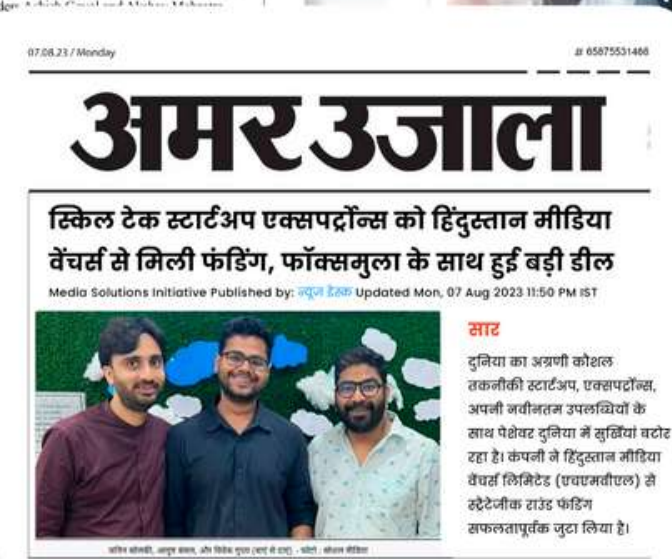 07.08.23 / Monday
# 65875531466
अमर उजाला
स्किल टेक स्टार्टअप एक्सपर्ट्रोन्स को हिंदुस्तान मीडिया
वेंचर्स से मिली फंडिंग, फॉक्समुला के साथ हुई बड़ी डील
Media Solutions Initiative Published by: न्यूज डेस्क Updated Mon, 07 Aug 2023 11:50 PM IST
सार
दुनिया का अग्रणी कौशल
तकनीकी स्टार्टअप, एक्सपर्ट्रोन्स,
अपनी नवीनतम उपलब्धियों के
साथ पेशेवर दुनिया में सुर्खियां बटोर
रहा है। कंपनी ने हिंदुस्तान मीडिया
वेंचर्स लिमिटेड (एचएमवीएल) से
स्ट्रैटेजीक राउंड फंडिंग
सफलतापूर्वक जुटा लिया है।